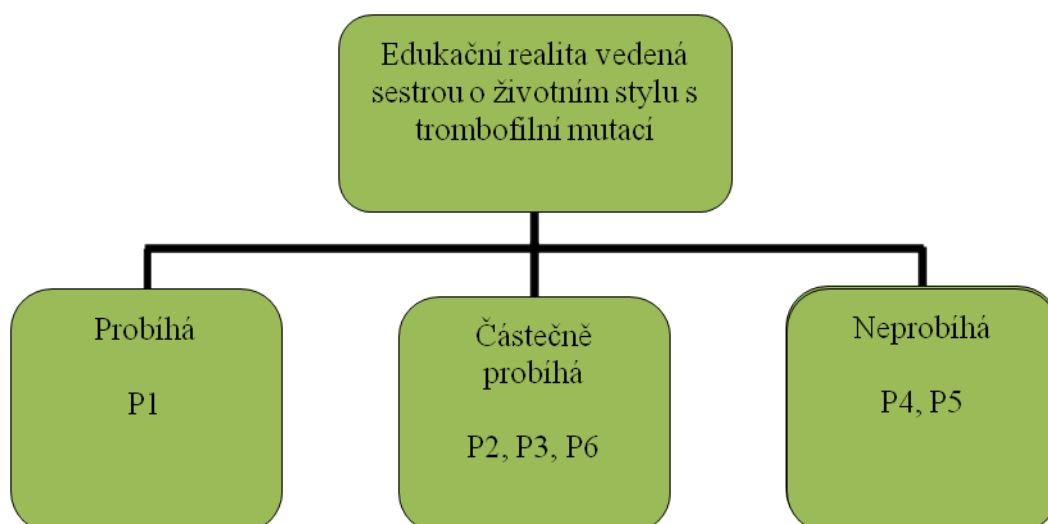 Edukační realita vedená
sestrou o životním stylu s
trombofilní mutací
Probíhá
P1
Částečně
probíhá
P2, P3, P6
Neprobíhá
P4, P5